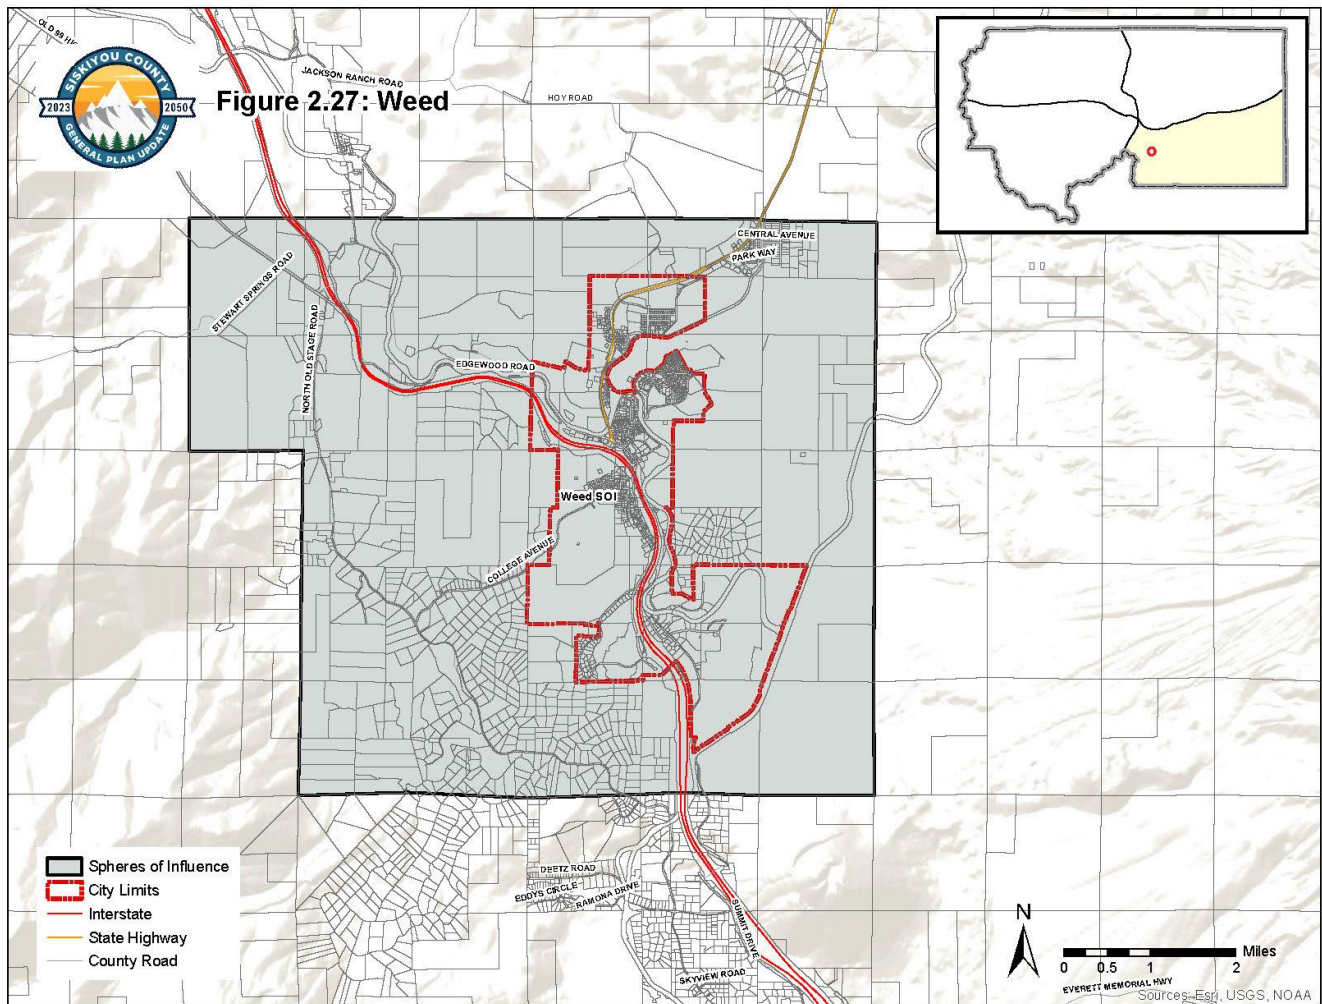 OLD 99 H
SISKIYOU COUNTY
2023
2050
GENERAL PLAN UPDATE
Figure 2.27: Weed
JACKSON RANCH ROAD
HOY ROAD
CENTRAL AVENUE
PARK WAY
STEWART SPRINGS ROAD
NORTH OLD STAGE ROAD
EDGEWOOD ROAD
Weed SOI
COLLEGE AVENUE
DEETZ ROAD
EDDYS CIRCLE
RAMONA DRIVE
SUMMIT DRIVE
SKYVIEW ROAD
Spheres of Influence
City Limits
Interstate
State Highway
County Road
N
Miles
0 0.5 1 2
EVERETT MEMORIAL HWY
Sources: Esri, USGS, NOAA